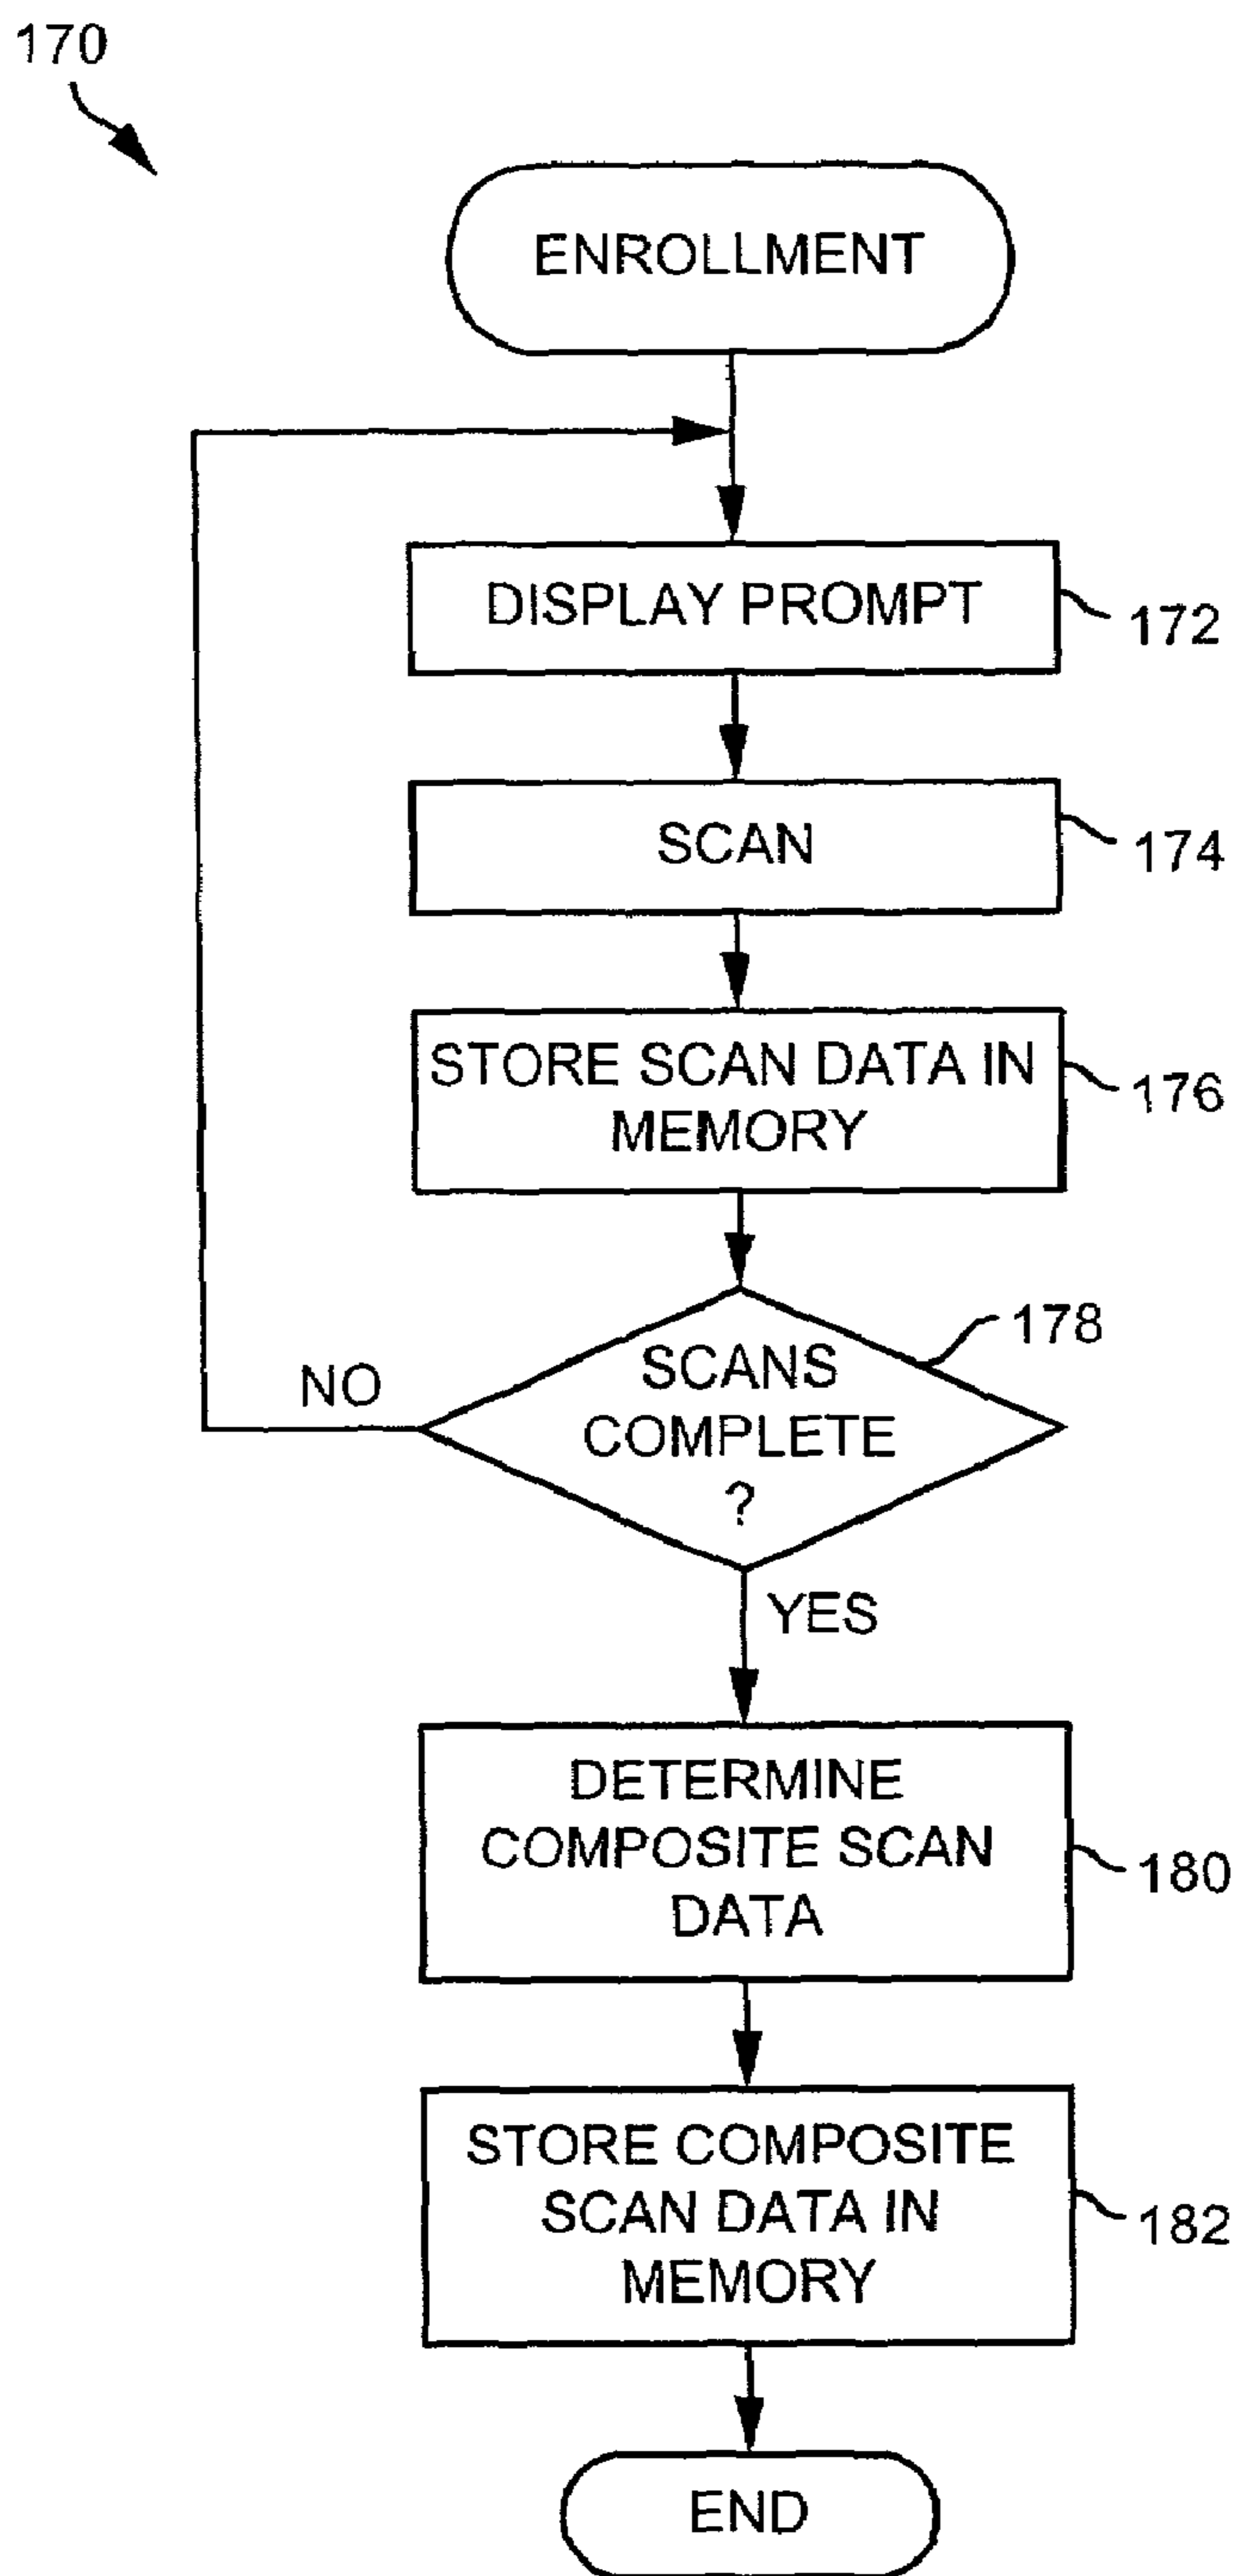 170
ENROLLMENT
DISPLAY PROMPT
172
SCAN
174
STORE SCAN DATA IN
MEMORY
176
SCANS
COMPLETE
?
178
NO
YES
DETERMINE
COMPOSITE SCAN
DATA
180
STORE COMPOSITE
SCAN DATA IN
MEMORY
182
END